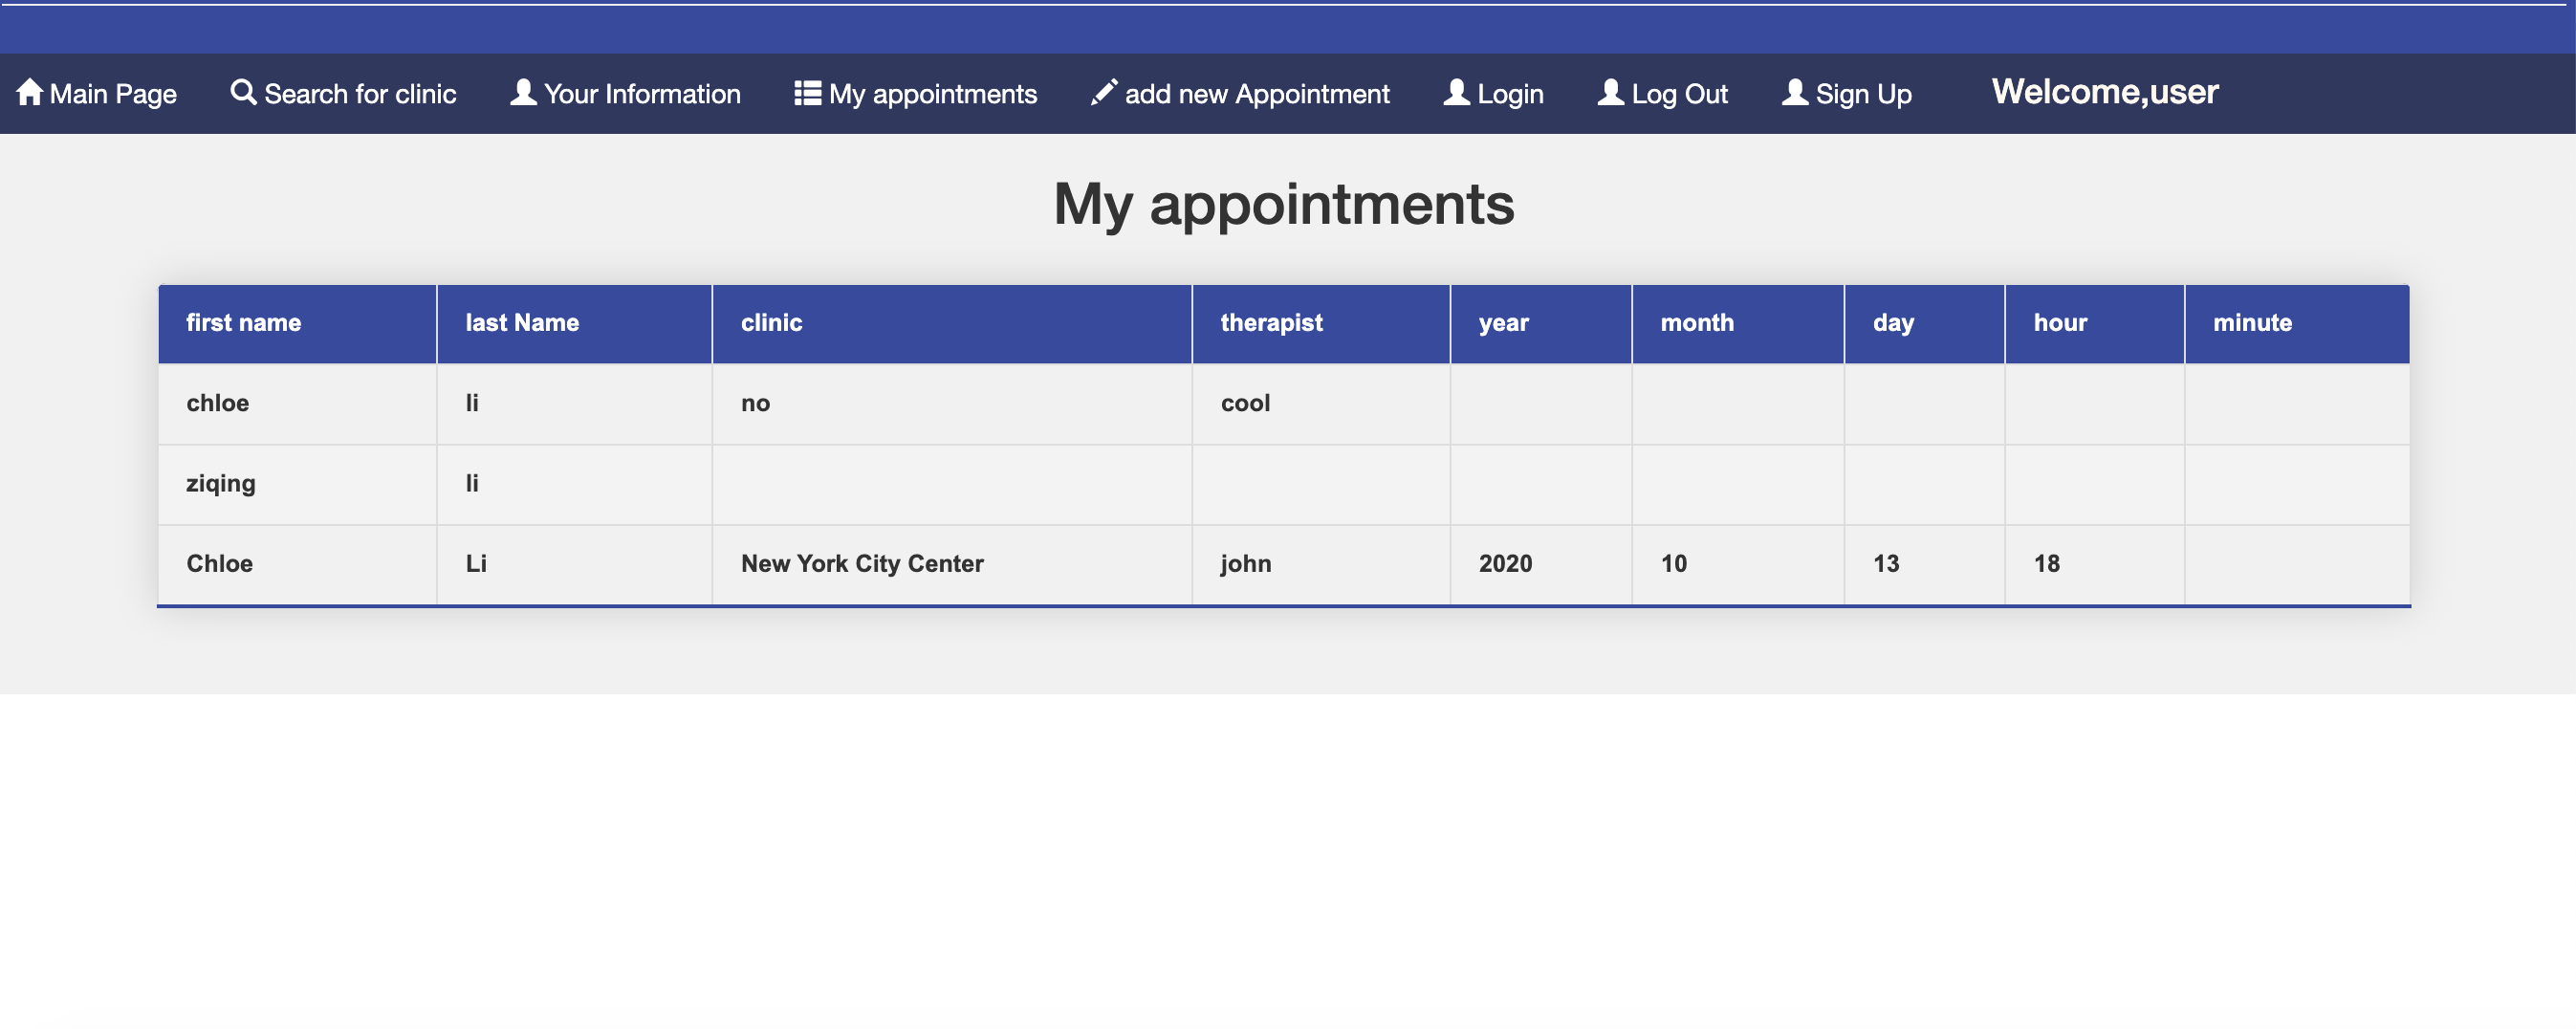 Main Page Search for clinic Your Information My appointments add new Appointment Login Log Out Sign Up Welcome,user
My appointments
first name last Name clinic therapist year month day hour minute
chloe li no cool
ziqing li
Chloe Li New York City Center john 2020 10 13 18